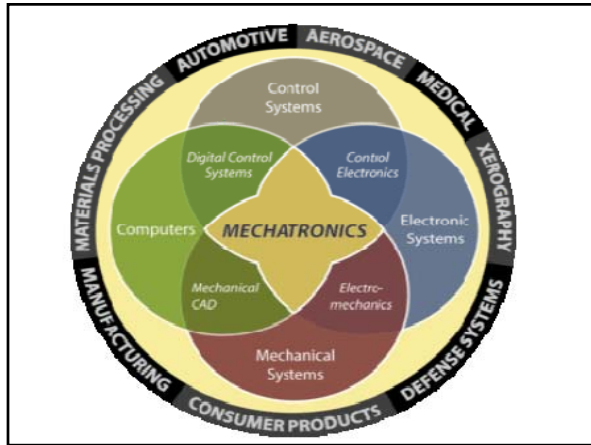 AUTOMOTIVE
AEROSPACE
MEDICAL
XEROGRAPHY
DEFENSE SYSTEMS
CONSUMER PRODUCTS
MANUFACTURING
MATERIALS PROCESSING
Control
Systems
Digital Control
Systems
Control
Electronics
Computers
MECHATRONICS
Electronic
Systems
Mechanical
CAD
Electro-
mechanics
Mechanical
Systems